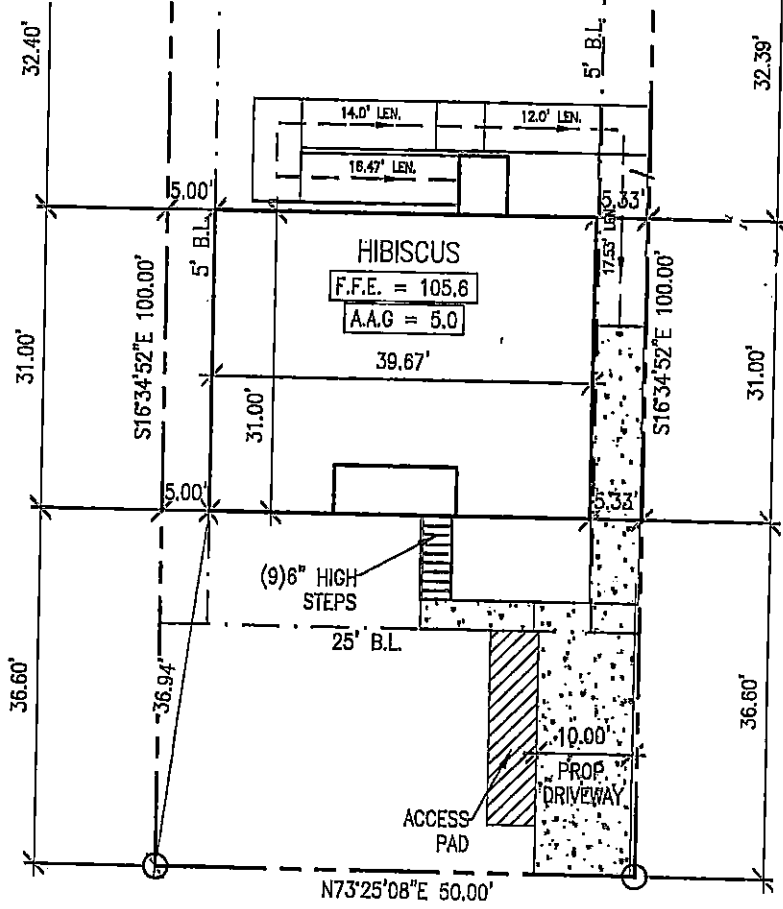 32.40'
5' B.L.
32.39'
14.0' LEN.
12.0' LEN.
16.47' LEN.
5.00'
5.33'
5' B.L.
17.53' LEN.
HIBISCUS
F.F.E. = 105.6
A.A.G = 5.0
39.67'
31.00'
S16°34'52"E 100.00'
31.00'
S16°34'52"E 100.00'
31.00'
5.00'
5.33'
(9)6" HIGH
STEPS
25' B.L.
36.60'
36.94'
36.60'
10.00'
PROP
DRIVEWAY
ACCESS
PAD
N73°25'08"E 50.00'